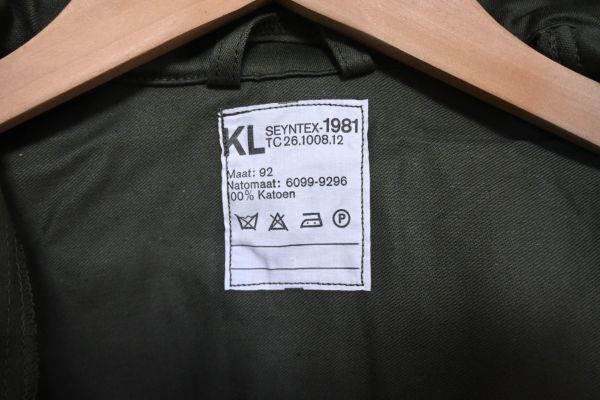 KL SEYNTEX-1981
TC 26.1008.12
Maat: 92
Natomaat: 6099-9296
100% Katoen
P